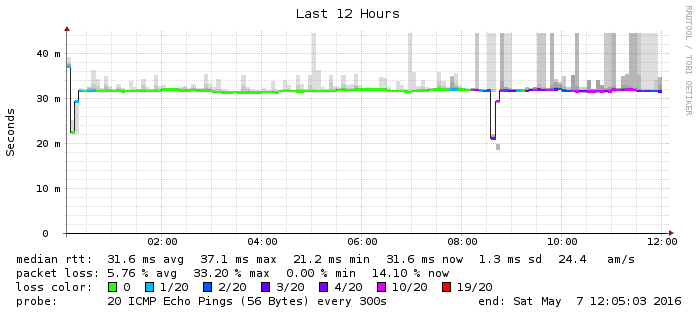 Last 12 Hours
RRDTOOL / TOBI OETIKER
Seconds
40 m
30 m
20 m
10 m
0
02:00 04:00 06:00 08:00 10:00 12:00
median rtt: 31.6 ms avg 37.1 ms max 21.2 ms min 31.6 ms now 1.3 ms sd 24.4 am/s
packet loss: 5.76 % avg 33.20 % max 0.00 % min 14.10 % now
loss color: 0 1/20 2/20 3/20 4/20 10/20 19/20
probe: 20 ICMP Echo Pings (56 Bytes) every 300s end: Sat May 7 12:05:03 2016